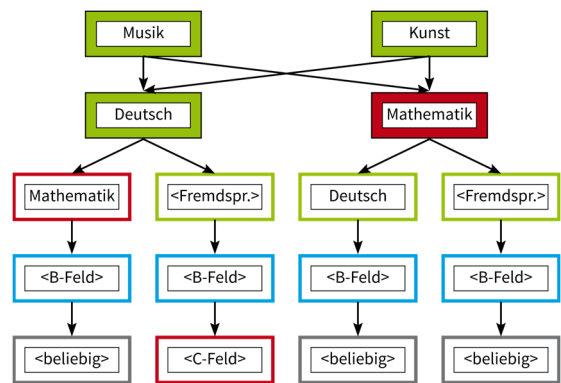 Musik
Kunst
Deutsch
Mathematik
Mathematik
<Fremdspr.>
Deutsch
<Fremdspr.>
<B-Feld>
<B-Feld>
<B-Feld>
<B-Feld>
<beliebig>
<C-Feld>
<beliebig>
<beliebig>